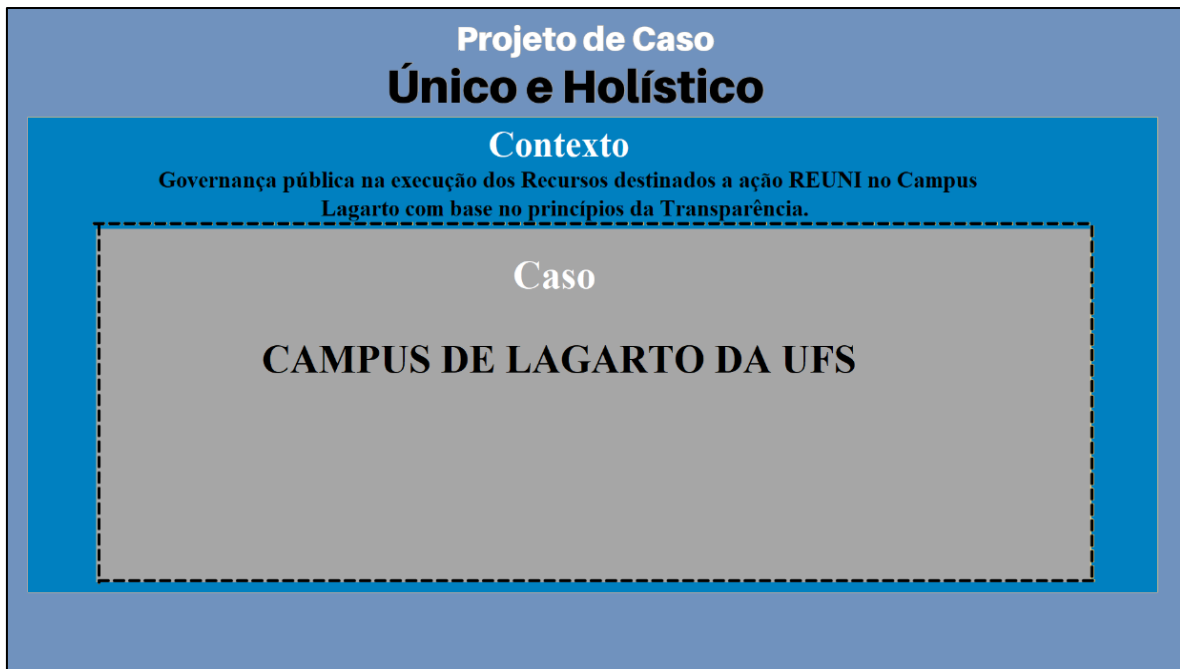 Projeto de Caso
Único e Holístico
Contexto
Governança pública na execução dos Recursos destinados a ação REUNI no Campus
Lagarto com base no princípios da Transparência.
Caso
CAMPUS DE LAGARTO DA UFS